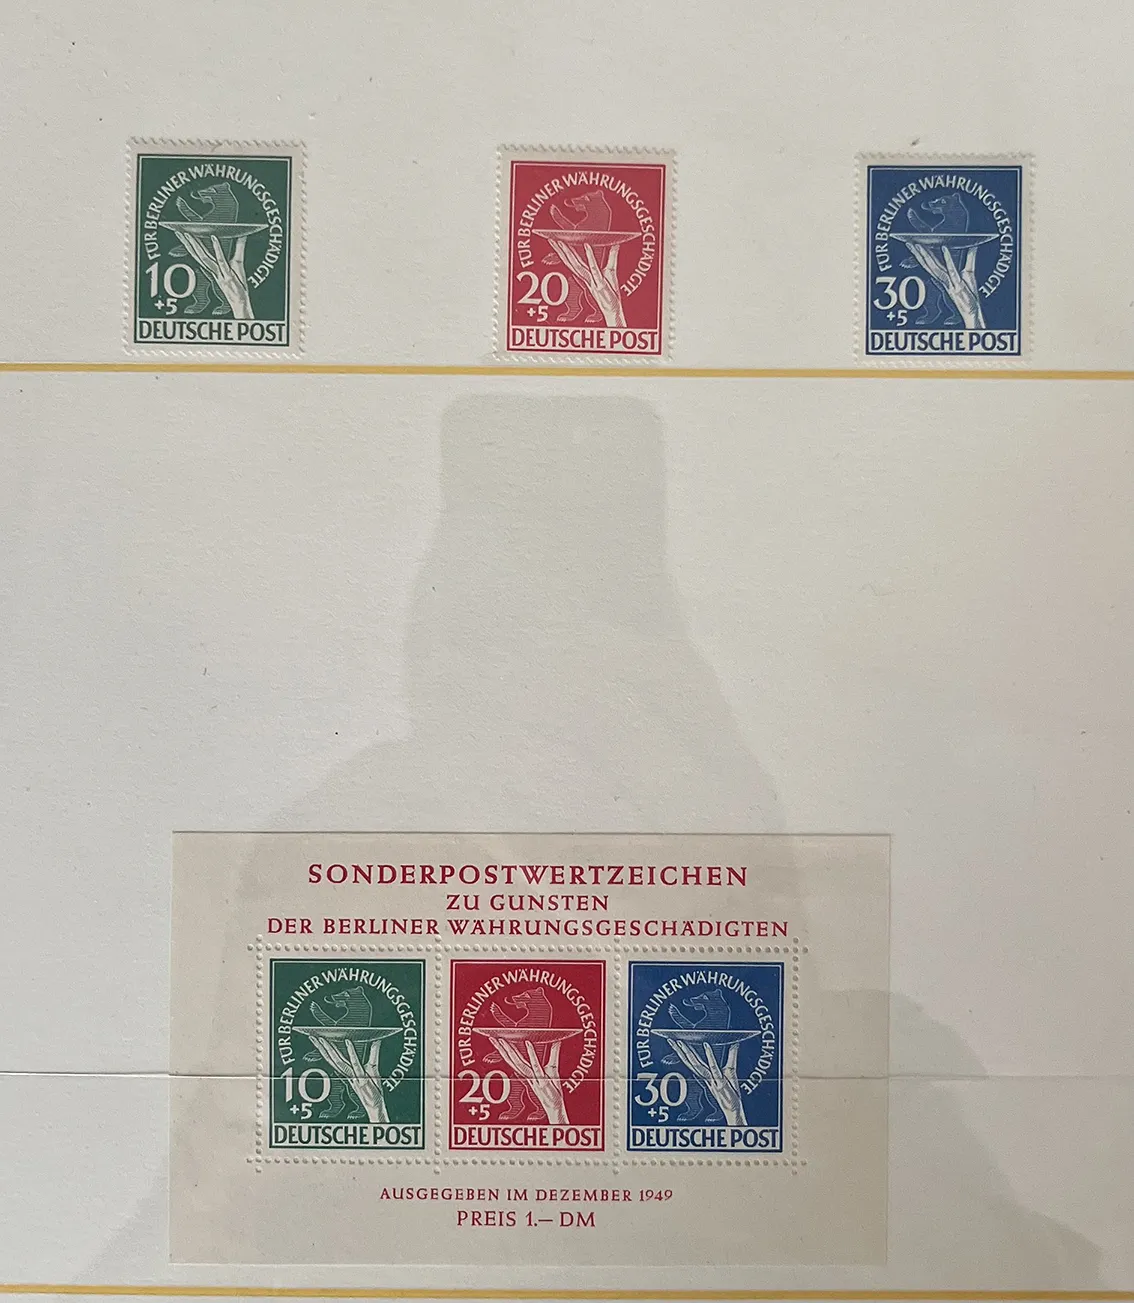 FÜR BERLINER WÄHRUNGSGESCHÄDIGTE
10
+5
DEUTSCHE POST
FÜR BERLINER WÄHRUNGSGESCHÄDIGTE
20
+5
DEUTSCHE POST
FÜR BERLINER WÄHRUNGSGESCHÄDIGTE
30
+5
DEUTSCHE POST
SONDERPOSTWERTZEICHEN
ZU GUNSTEN
DER BERLINER WÄHRUNGSGESCHÄDIGTEN
FÜR BERLINER WÄHRUNGSGESCHÄDIGTE
10
+5
DEUTSCHE POST
FÜR BERLINER WÄHRUNGSGESCHÄDIGTE
20
+5
DEUTSCHE POST
FÜR BERLINER WÄHRUNGSGESCHÄDIGTE
30
+5
DEUTSCHE POST
AUSGEGEBEN IM DEZEMBER 1949
PREIS 1.— DM